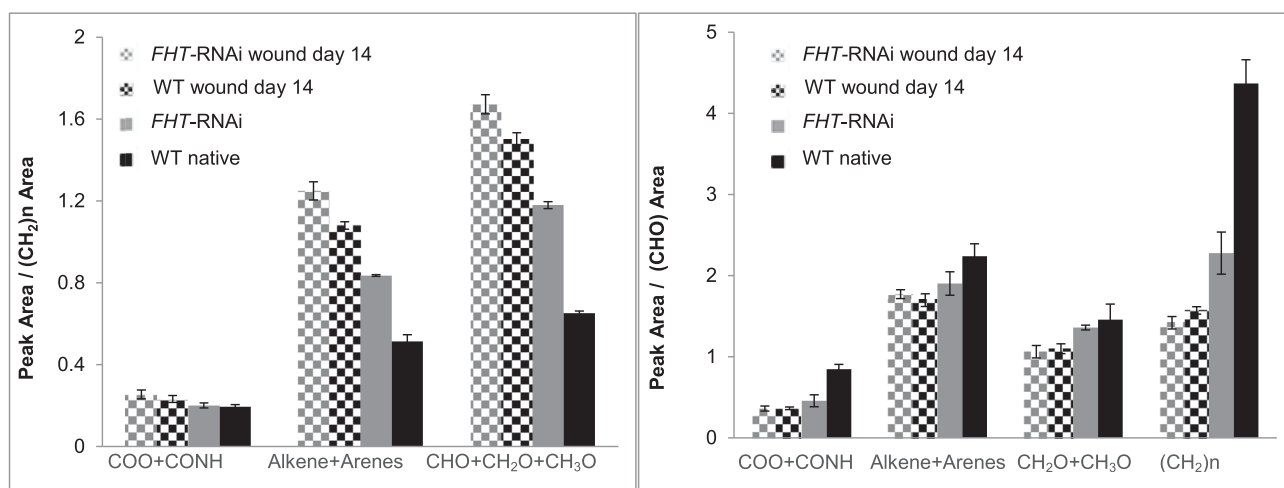 Peak Area / (CH₂)n Area
2
1.6
1.2
0.8
0.4
0
FHT-RNAi wound day 14
WT wound day 14
FHT-RNAi
WT native
COO+CONH Alkene+Arenes CHO+CH₂O+CH₃O
Peak Area / (CHO) Area
5
4
3
2
1
0
FHT-RNAi wound day 14
WT wound day 14
FHT-RNAi
WT native
COO+CONH Alkene+Arenes CH₂O+CH₃O (CH₂)n